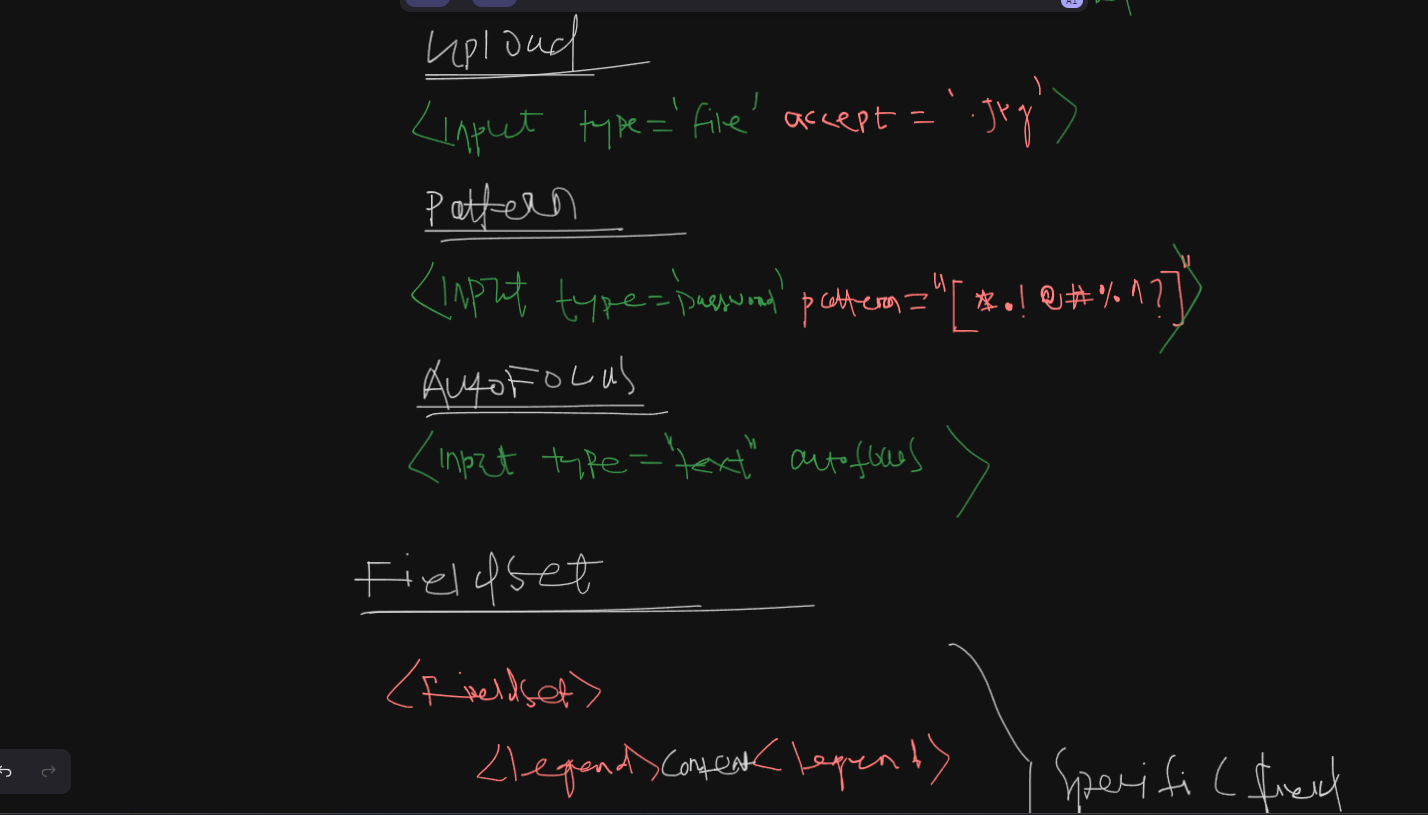 Upload
<Input type='file' accept='.jpg'>
Pattern
<Input type='password' pattern="[*.!@#%^?]">
AutoFocus
<Input type="text" autofocus>
Fieldset
<Fieldset>
<legend>Content<legend>
Specific field